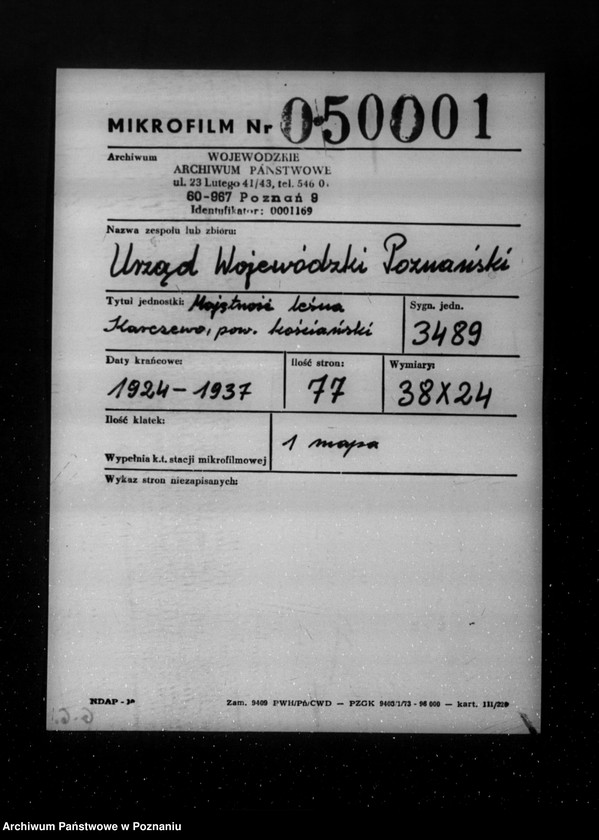 MIKROFILM Nr 050001
Archiwum WOJEWÓDZKIE
ARCHIWUM PAŃSTWOWE
ul. 23 Lutego 41/43, tel. 546 0
60-967 Poznań 9
Identyfikator: 0001169
Nazwa zespołu lub zbioru:
Urząd Wojewódzki Poznański
Tytuł jednostki: Majętność leśna
Karczewo, pow. kościański
Sygn. jedn.
3489
Daty krańcowe:
1924-1937
Ilość stron:
77
Wymiary:
38X24
Ilość klatek:
Wypełnia k.t. stacji mikrofilmowej
1 mapa
Wykaz stron niezapisanych:
NDAP - Zam. 9409 PWH/Pń/CWD — PZGK 9403/1/73 - 96 000 — kart. 111/220
Archiwum Państwowe w Poznaniu